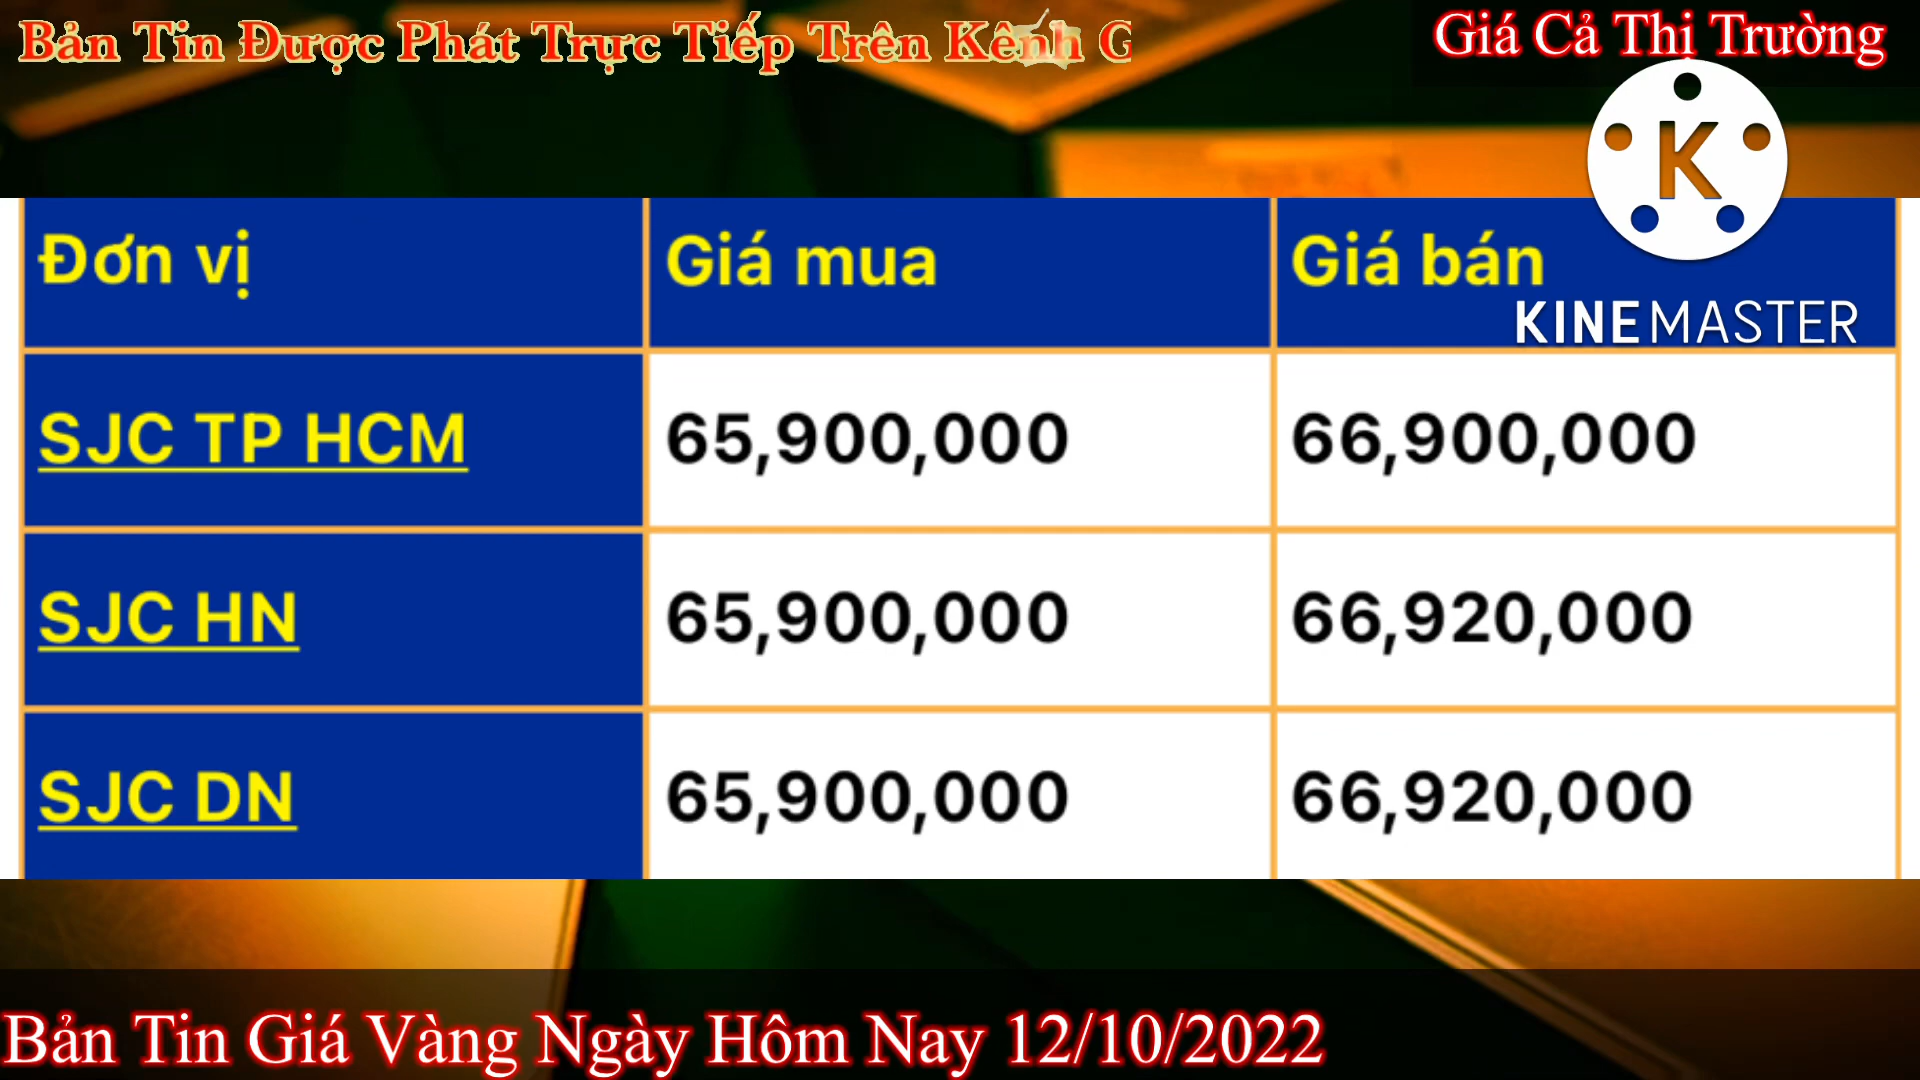 Bản Tin Được Phát Trực Tiếp Trên Kênh G
Giá Cả Thị Trường
K
Đơn vị Giá mua Giá bán
KINEMASTER
SJC TP HCM 65,900,000 66,900,000
SJC HN 65,900,000 66,920,000
SJC DN 65,900,000 66,920,000
Bản Tin Giá Vàng Ngày Hôm Nay 12/10/2022